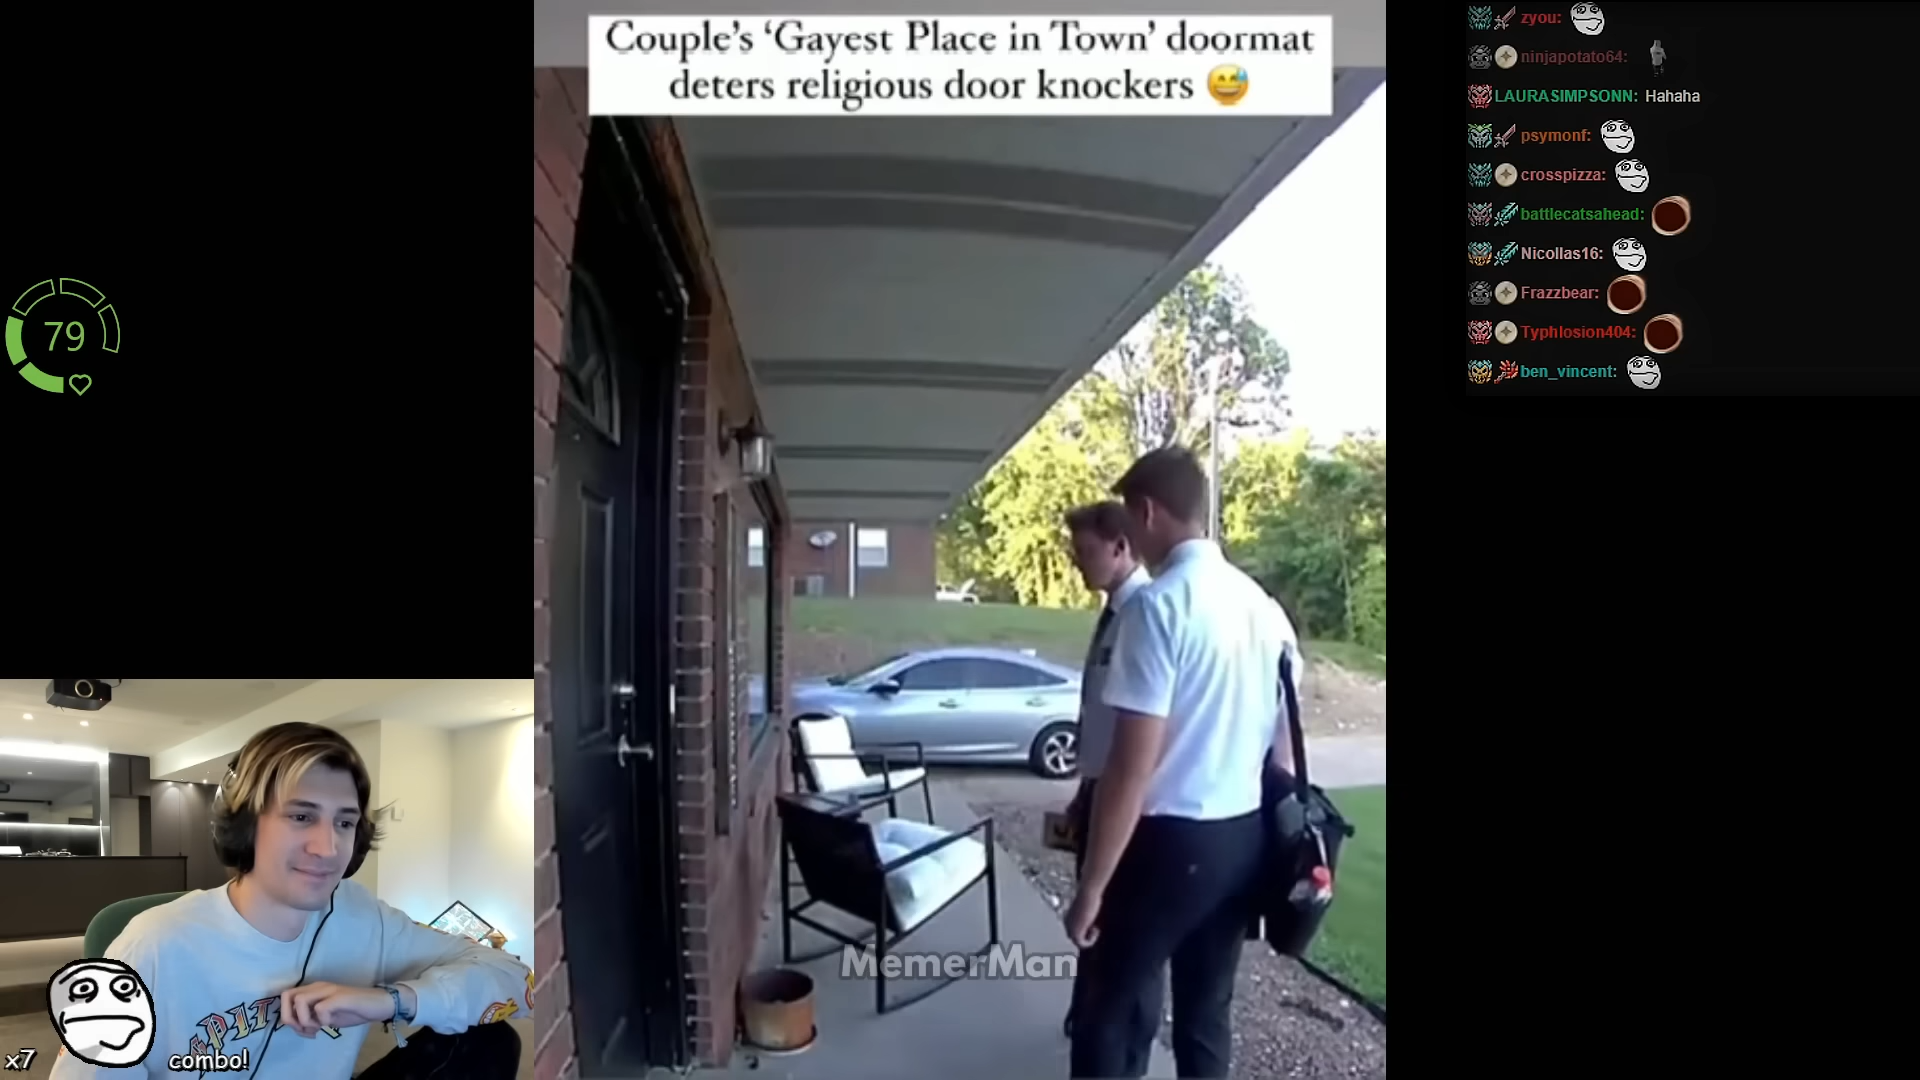 Couple's ‘Gayest Place in Town’ doormat
deters religious door knockers
zyou:
ninjapotato64:
LAURASIMPSONN: Hahaha
psymonf:
crosspizza:
battlecatsahead:
Nicollas16:
Frazzbear:
Typhlosion404:
ben_vincent:
79
MemerMan
x7
combo!